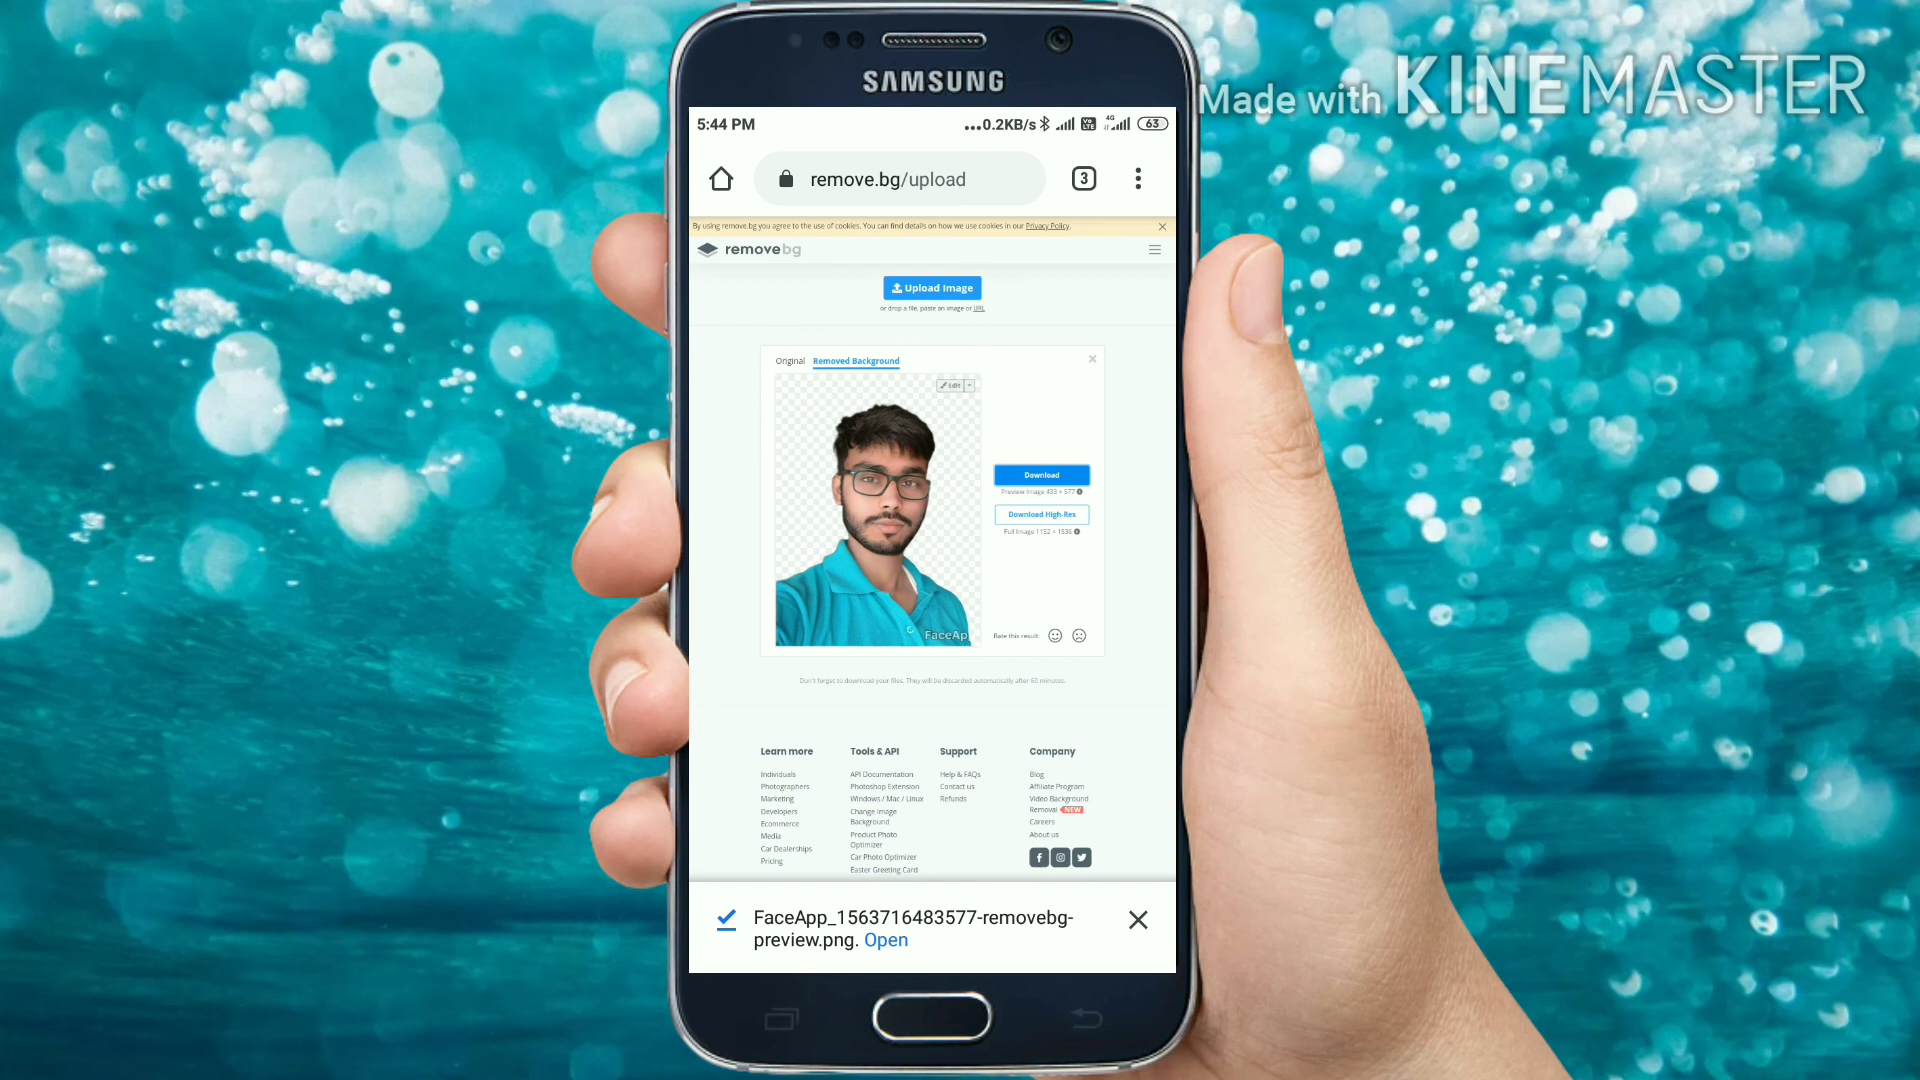 Made with KINEMASTER
SAMSUNG
5:44 PM
...0.2KB/s Vo LTE 4G 63
remove.bg/upload
3
By using remove.bg you agree to the use of cookies. You can find details on how we use cookies in our Privacy Policy.
removebg
Upload Image
or drop a file, paste an image or URL
Original Removed Background
Edit
Download
Preview Image 433 × 577
Download High-Res
Full Image 1152 × 1536
FaceAp
Rate this result:
Don't forget to download your files. They will be discarded automatically after 60 minutes.
Learn more
Individuals
Photographers
Marketing
Developers
Ecommerce
Media
Car Dealerships
Pricing
Tools & API
API Documentation
Photoshop Extension
Windows / Mac / Linux
Change Image
Background
Product Photo
Optimizer
Car Photo Optimizer
Easter Greeting Card
Support
Help & FAQs
Contact us
Refunds
Company
Blog
Affiliate Program
Video Background
Removal NEW
Careers
About us
FaceApp_1563716483577-removebg-
preview.png. Open